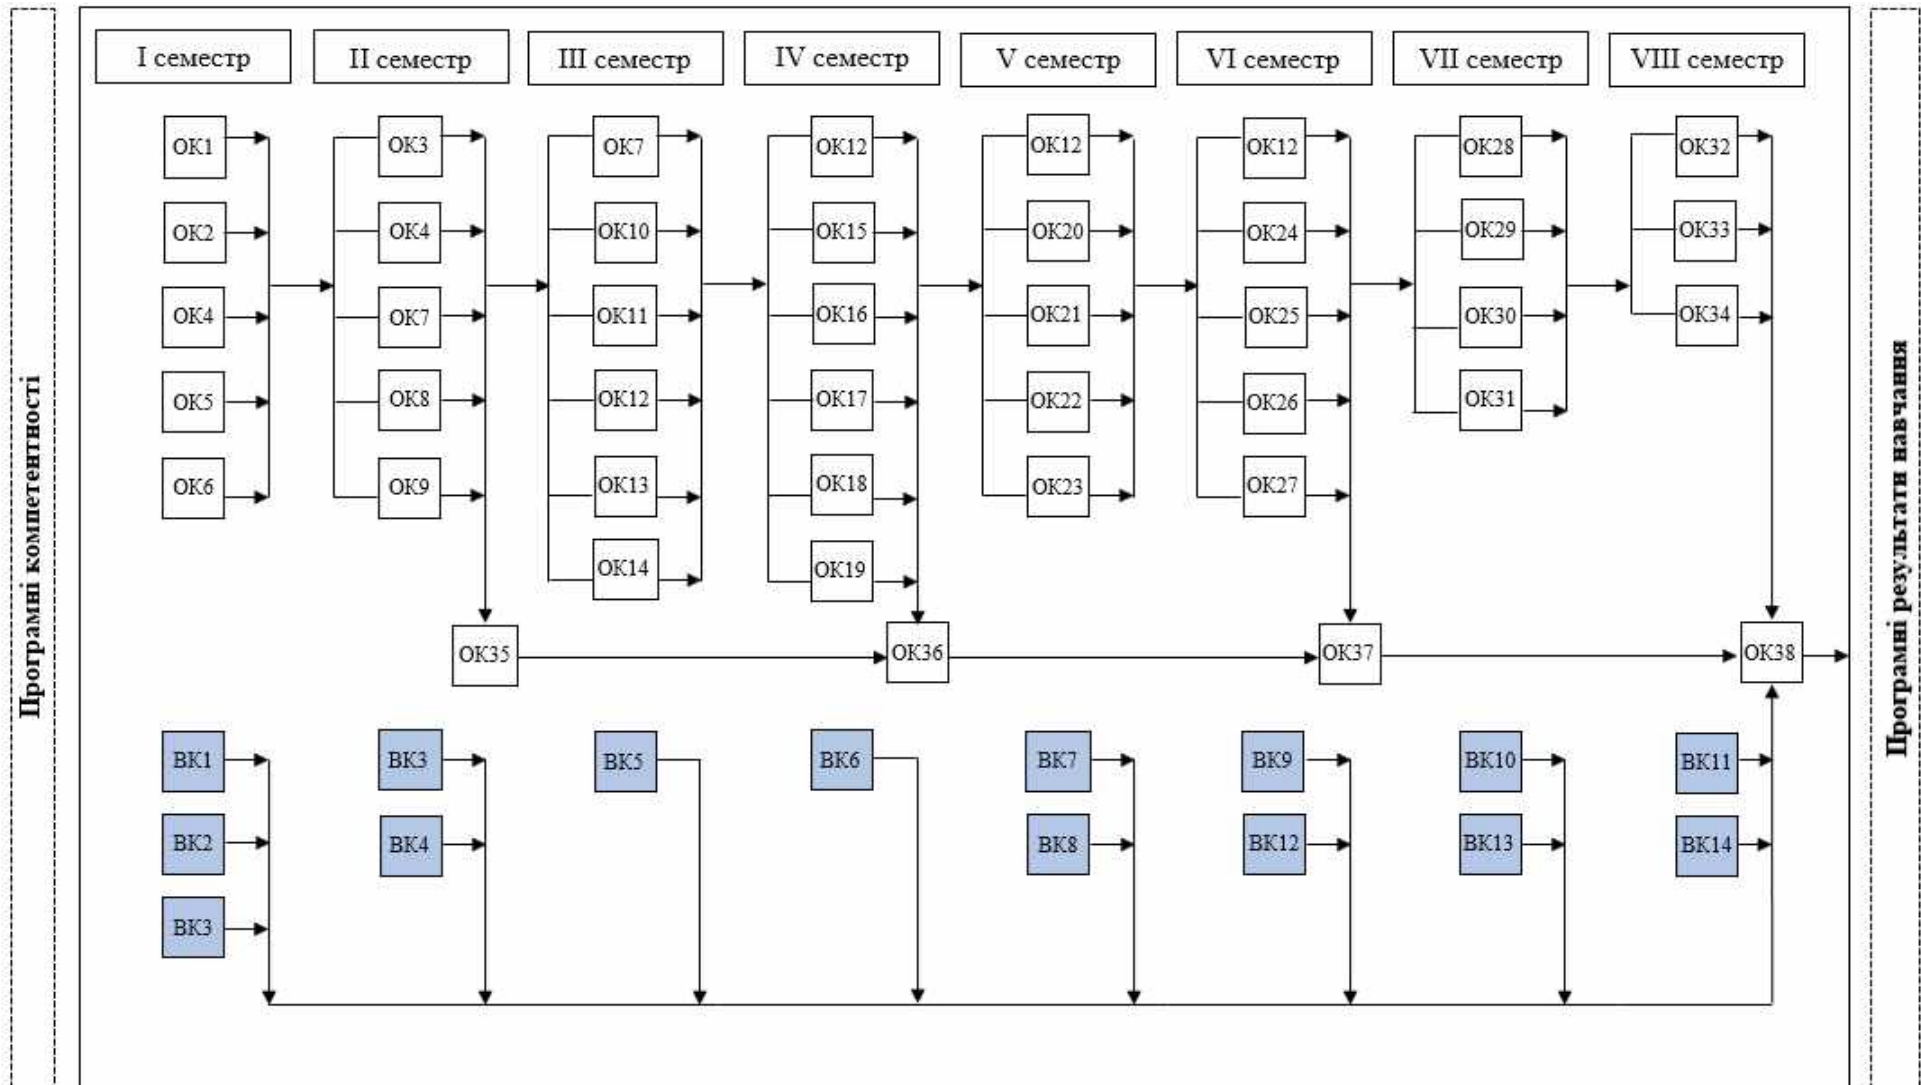 Програмні компетентності
I семестр
II семестр
III семестр
IV семестр
V семестр
VI семестр
VII семестр
VIII семестр
ОК1
ОК3
ОК7
ОК12
ОК12
ОК12
ОК28
ОК32
ОК2
ОК4
ОК10
ОК15
ОК20
ОК24
ОК29
ОК33
ОК4
ОК7
ОК11
ОК16
ОК21
ОК25
ОК30
ОК34
ОК5
ОК8
ОК12
ОК17
ОК22
ОК26
ОК31
ОК6
ОК9
ОК13
ОК18
ОК23
ОК27
ОК14
ОК19
ОК35
ОК36
ОК37
ОК38
ВК1
ВК3
ВК5
ВК6
ВК7
ВК9
ВК10
ВК11
ВК2
ВК4
ВК8
ВК12
ВК13
ВК14
ВК3
Програмні результати навчання